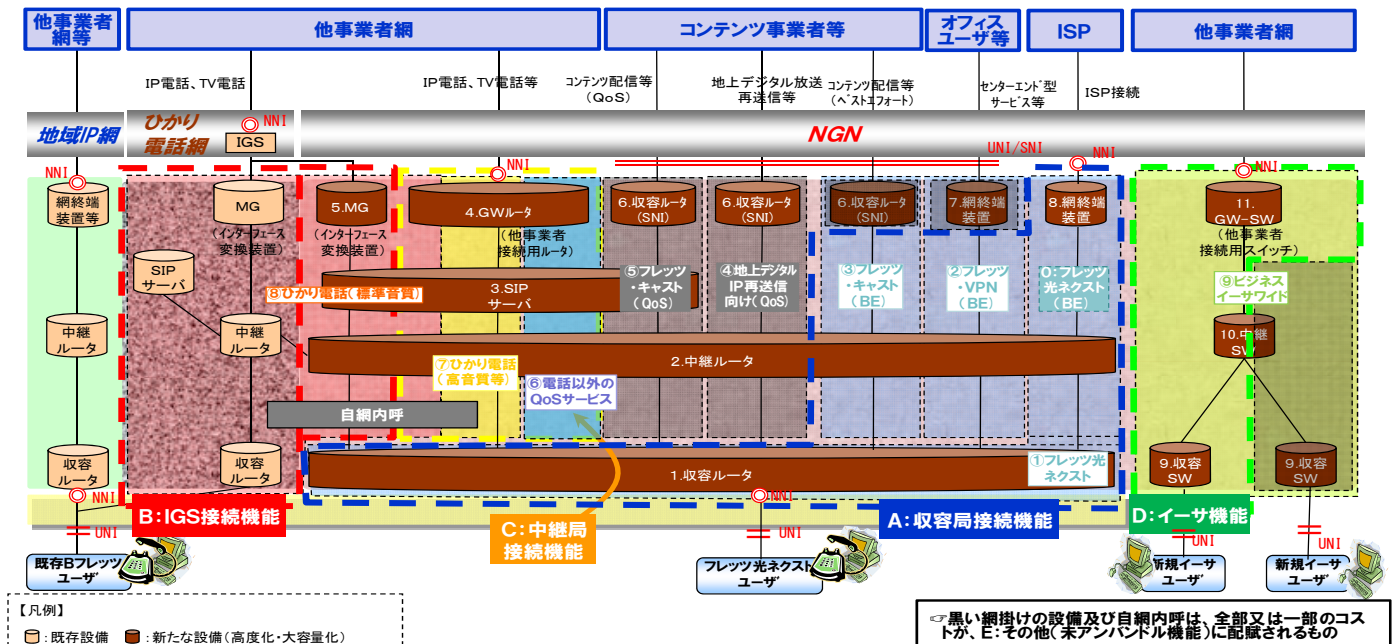 他事業者
網等
他事業者網
コンテンツ事業者等
オフィス
ユーザ等
ISP
他事業者網
IP電話、TV電話
IP電話、TV電話等
コンテンツ配信等
(QoS)
地上デジタル放送
再送信等
コンテンツ配信等
(ベストエフォート)
センターエンド型
サービス等
ISP接続
地域IP網
ひかり
電話網
NNI
IGS
NGN
UNI/SNI
NNI
NNI
NNI
NNI
網終端
装置等
MG
(インターフェース
変換装置)
5.MG
(インターフェース
変換装置)
4.GWルータ
(他事業者
接続用ルータ)
6.収容ルータ
(SNI)
6.収容ルータ
(SNI)
6.収容ルータ
(SNI)
7.網終端
装置
8.網終端
装置
11.
GW-SW
(他事業者
接続用スイッチ)
SIP
サーバ
⑧ひかり電話(標準音質)
3.SIP
サーバ
⑤フレッツ
・キャスト
(QoS)
④地上デジタル
IP再送信
向け(QoS)
③フレッツ
・キャスト
(BE)
②フレッツ
・VPN
(BE)
0:フレッツ
光ネクスト
(BE)
⑨ビジネス
イーサワイド
中継
ルータ
中継
ルータ
2.中継ルータ
10.中継
SW
⑦ひかり電話
(高音質等)
⑥電話以外の
QoSサービス
自網内呼
収容
ルータ
収容
ルータ
1.収容ルータ
①フレッツ光
ネクスト
9.収容
SW
9.収容
SW
NNI
NNI
B:IGS接続機能
C:中継局
接続機能
A:収容局接続機能
D:イーサ機能
UNI
UNI
UNI
UNI
既存Bフレッツ
ユーザ
フレッツ光ネクスト
ユーザ
新規イーサ
ユーザ
新規イーサ
ユーザ
【凡例】
:既存設備 :新たな設備(高度化・大容量化)
☞黒い網掛けの設備及び自網内呼は、全部又は一部のコス
トが、E:その他(未アンバンドル機能)に配賦されるもの